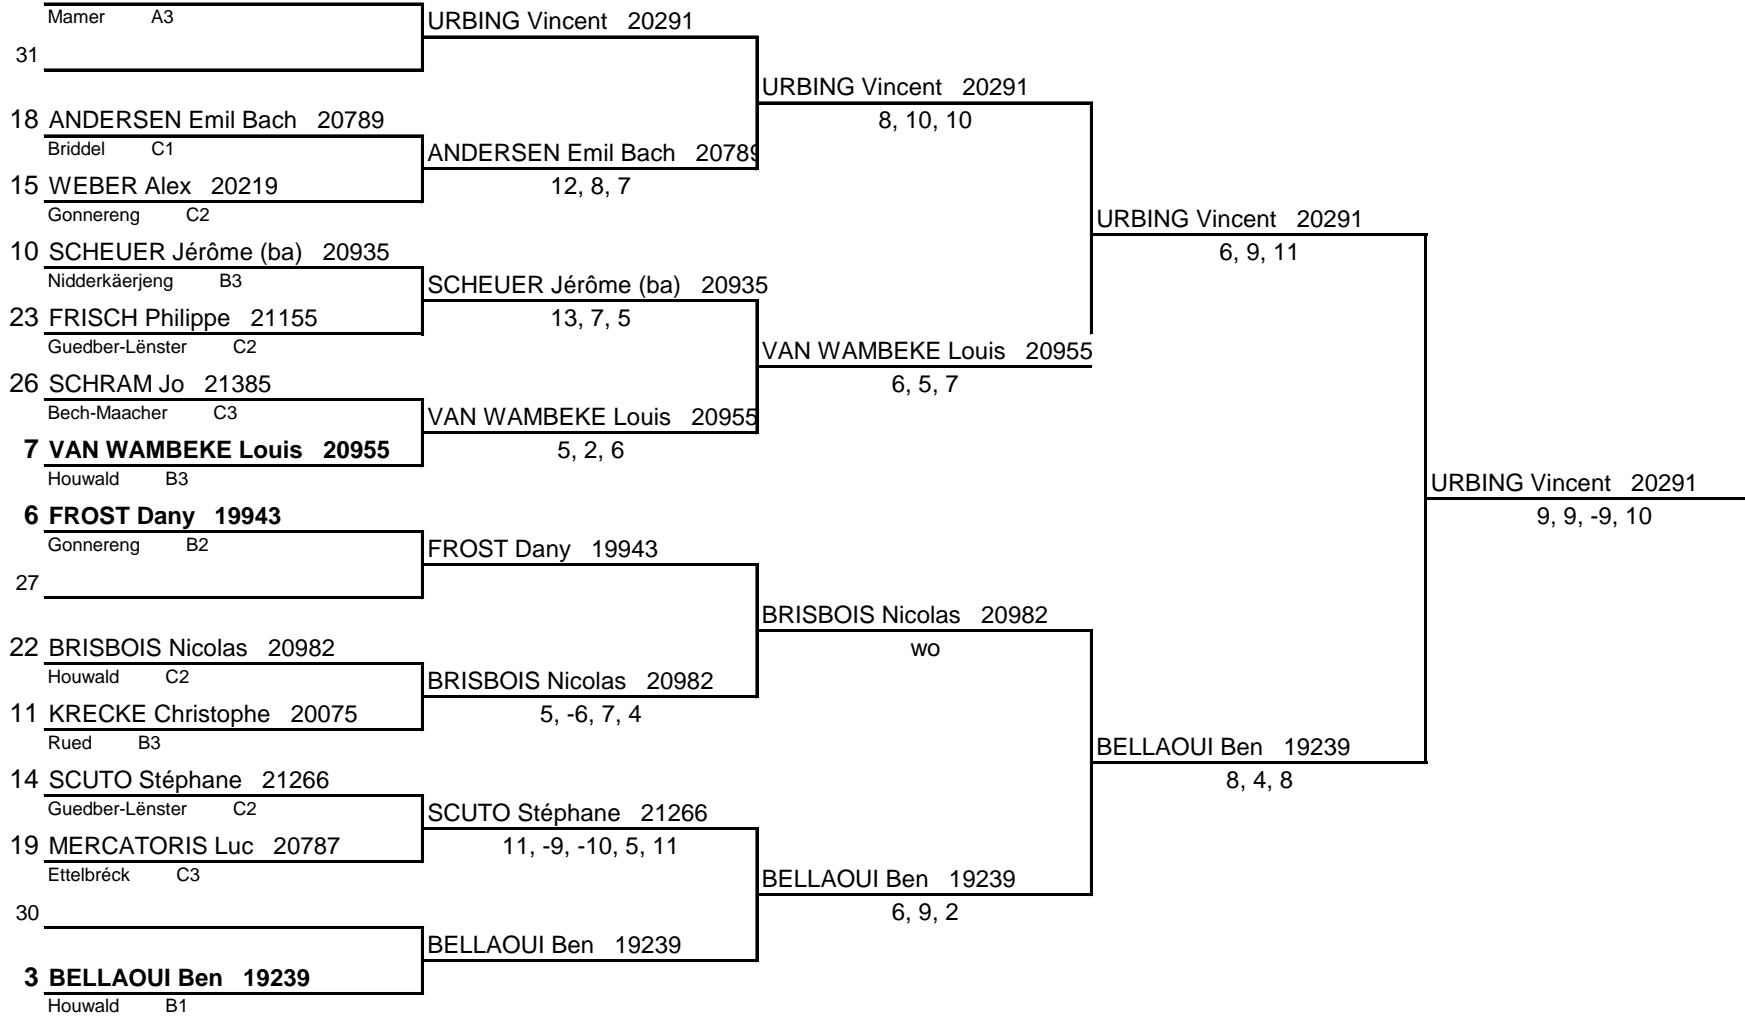 Mamer A3
31
18 ANDERSEN Emil Bach 20789
Briddel C1
15 WEBER Alex 20219
Gonnereng C2
10 SCHEUER Jérôme (ba) 20935
Nidderkäerjeng B3
23 FRISCH Philippe 21155
Guedber-Lënster C2
26 SCHRAM Jo 21385
Bech-Maacher C3
7 VAN WAMBEKE Louis 20955
Houwald B3
6 FROST Dany 19943
Gonnereng B2
27
22 BRISBOIS Nicolas 20982
Houwald C2
11 KRECKE Christophe 20075
Rued B3
14 SCUTO Stéphane 21266
Guedber-Lënster C2
19 MERCATORIS Luc 20787
Ettelbréck C3
30
3 BELLAOUI Ben 19239
Houwald B1
URBING Vincent 20291
ANDERSEN Emil Bach 20789
12, 8, 7
SCHEUER Jérôme (ba) 20935
13, 7, 5
VAN WAMBEKE Louis 20955
5, 2, 6
FROST Dany 19943
BRISBOIS Nicolas 20982
5, -6, 7, 4
SCUTO Stéphane 21266
11, -9, -10, 5, 11
BELLAOUI Ben 19239
URBING Vincent 20291
8, 10, 10
VAN WAMBEKE Louis 20955
6, 5, 7
BRISBOIS Nicolas 20982
wo
BELLAOUI Ben 19239
6, 9, 2
URBING Vincent 20291
6, 9, 11
BELLAOUI Ben 19239
8, 4, 8
URBING Vincent 20291
9, 9, -9, 10